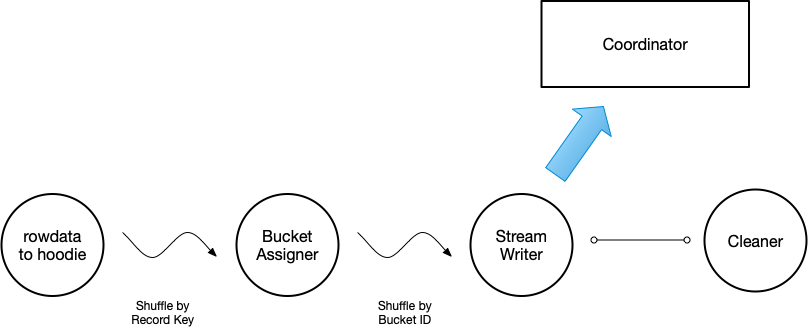 Coordinator
rowdata
to hoodie
Bucket
Assigner
Stream
Writer
Cleaner
Shuffle by
Record Key
Shuffle by
Bucket ID